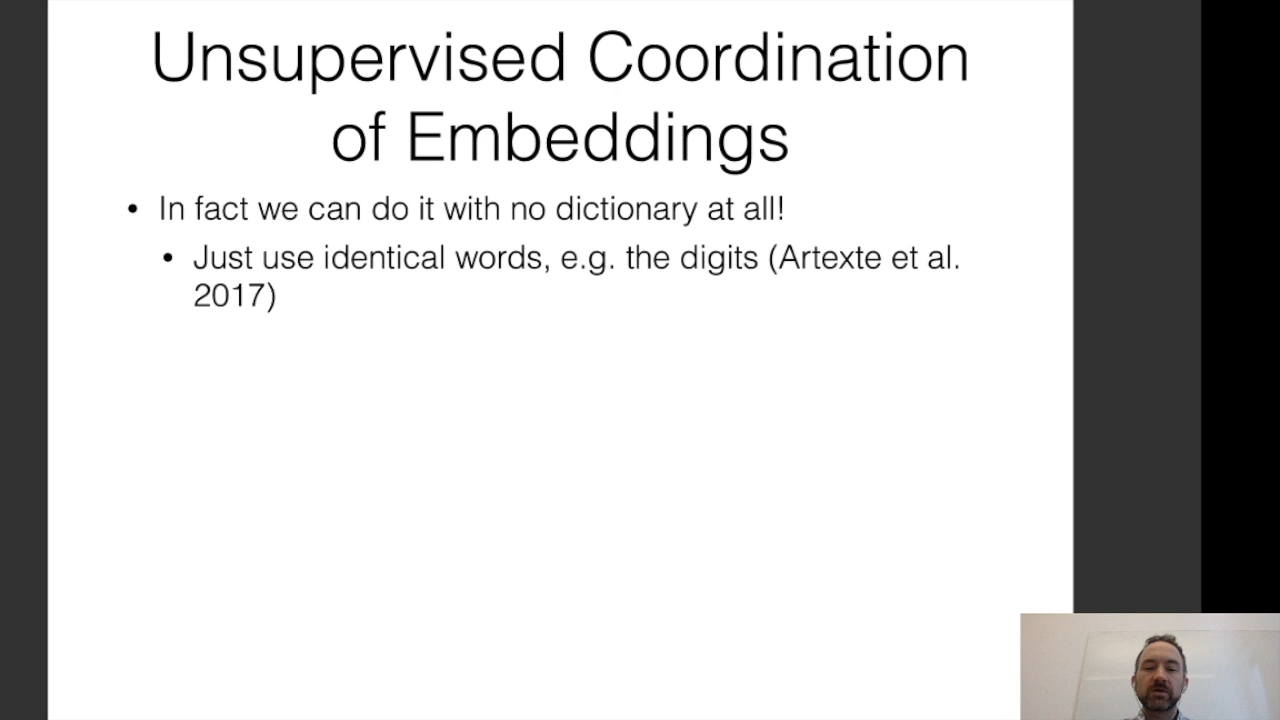 Unsupervised Coordination
of Embeddings
• In fact we can do it with no dictionary at all!
• Just use identical words, e.g. the digits (Artexte et al.
2017)